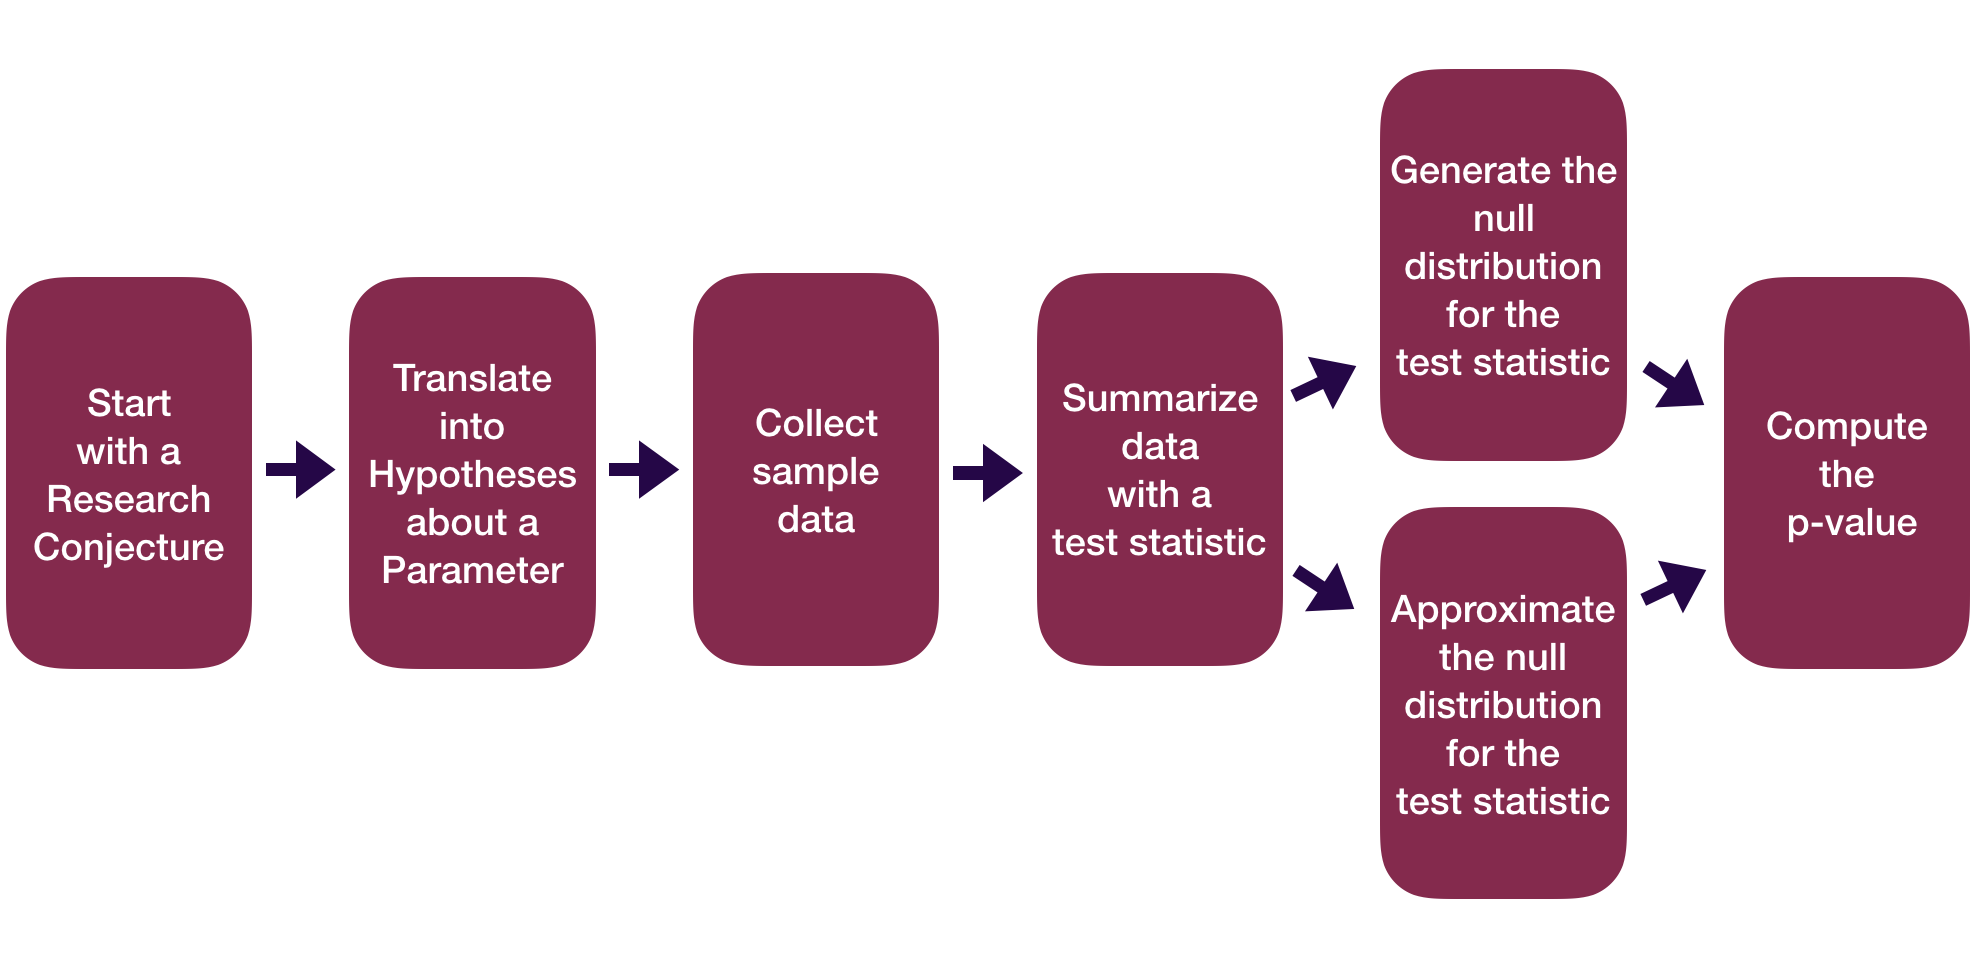 Start
with a
Research
Conjecture
Translate
into
Hypotheses
about a
Parameter
Collect
sample
data
Summarize
data
with a
test statistic
Generate the
null
distribution
for the
test statistic
Approximate
the null
distribution
for the
test statistic
Compute
the
p-value